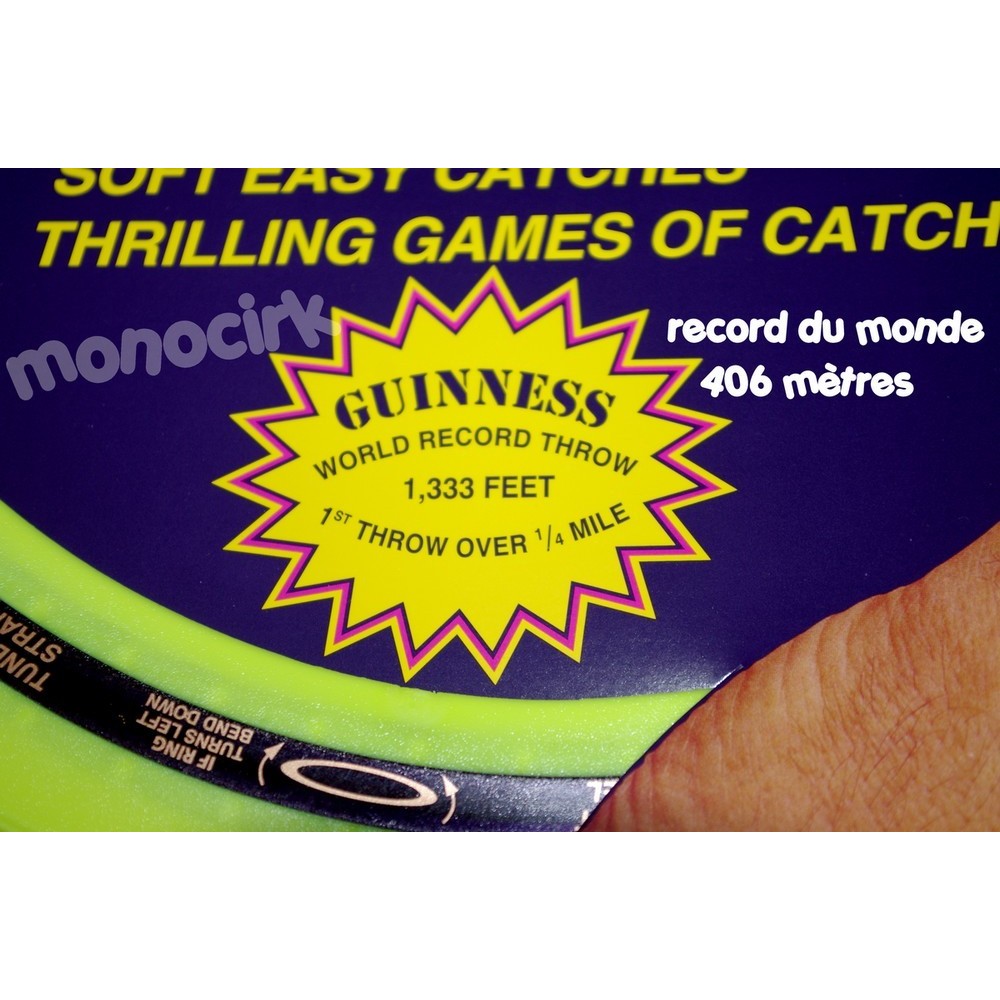 SOFT EASY CATCHES
THRILLING GAMES OF CATCH
monocirk
record du monde
406 mètres
GUINNESS
WORLD RECORD THROW
1,333 FEET
1ST THROW OVER 1/4 MILE
IF RING
TURNS LEFT
BEND DOWN